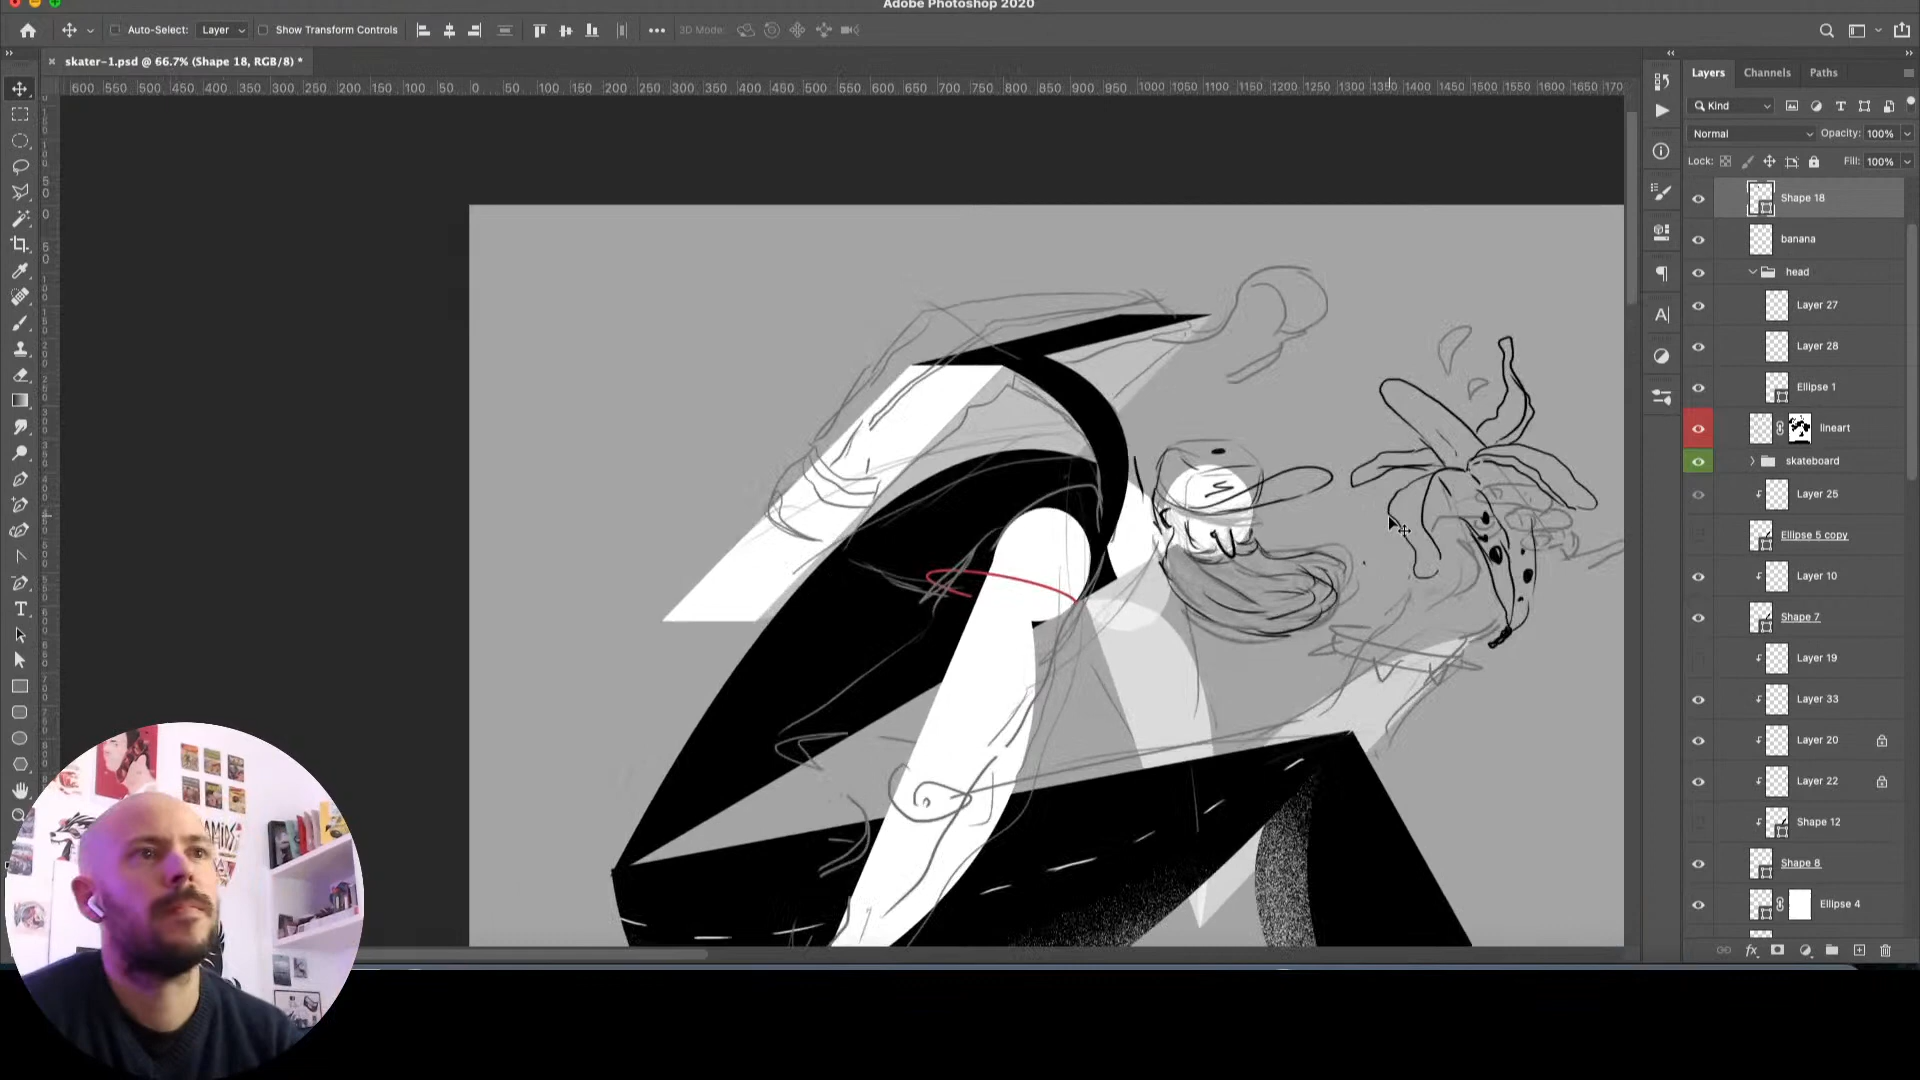 Adobe Photoshop 2020
Auto-Select: Layer Show Transform Controls 3D Mode:
skater-1.psd @ 66.7% (Shape 18, RGB/8) *
600 550 500 450 400 350 300 250 200 150 100 50 0 50 100 150 200 250 300 350 400 450 500 550 600 650 700 750 800 850 900 950 1000 1050 1100 1150 1200 1250 1300 1350 1400 1450 1500 1550 1600 1650 170
Layers Channels Paths
Kind
Normal Opacity: 100%
Lock: Fill: 100%
Shape 18
banana
head
Layer 27
Layer 28
Ellipse 1
lineart
skateboard
Layer 25
Ellipse 5 copy
Layer 10
Shape 7
Layer 19
Layer 33
Layer 20
Layer 22
Shape 12
Shape 8
Ellipse 4